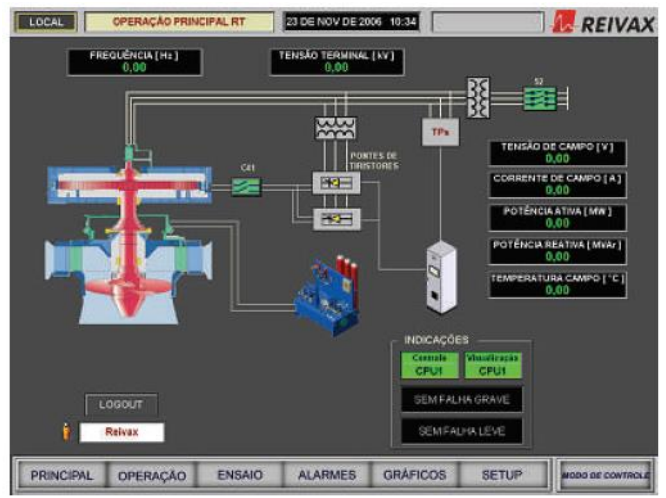 LOCAL
OPERAÇÃO PRINCIPAL RT
23 DE NOV DE 2006 10:34
REIVAX
FREQUÊNCIA [ Hz ]
0,00
TENSÃO TERMINAL [ kV ]
0,00
52
TPs
C41
PONTES DE
TIRISTORES
TENSÃO DE CAMPO [ V ]
0,00
CORRENTE DE CAMPO [ A ]
0,00
POTÊNCIA ATIVA [ MW ]
0,00
POTÊNCIA REATIVA [ MVAr ]
0,00
TEMPERATURA CAMPO [ °C ]
0,00
INDICAÇÕES
Controle
CPU1
Visualização
CPU1
SEM FALHA GRAVE
SEM FALHA LEVE
LOGOUT
Reivax
PRINCIPAL
OPERAÇÃO
ENSAIO
ALARMES
GRÁFICOS
SETUP
MODO DE CONTROLE